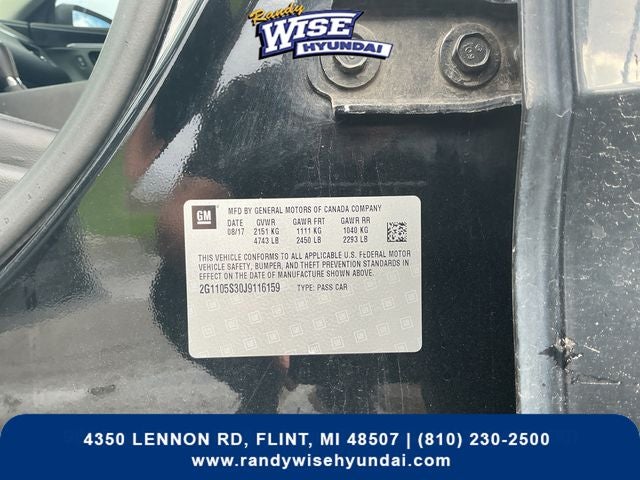 Randy
WISE
HYUNDAI
GM
MFD BY GENERAL MOTORS OF CANADA COMPANY
DATE GVWR GAWR FRT GAWR RR
08/17 2151 KG 1111 KG 1040 KG
4743 LB 2450 LB 2293 LB
THIS VEHICLE CONFORMS TO ALL APPLICABLE U.S. FEDERAL MOTOR
VEHICLE SAFETY, BUMPER, AND THEFT PREVENTION STANDARDS IN
EFFECT ON THE DATE OF MANUFACTURE SHOWN ABOVE.
2G1105S30J9116159 TYPE: PASS CAR
4350 LENNON RD, FLINT, MI 48507 | (810) 230-2500
www.randywisehyundai.com